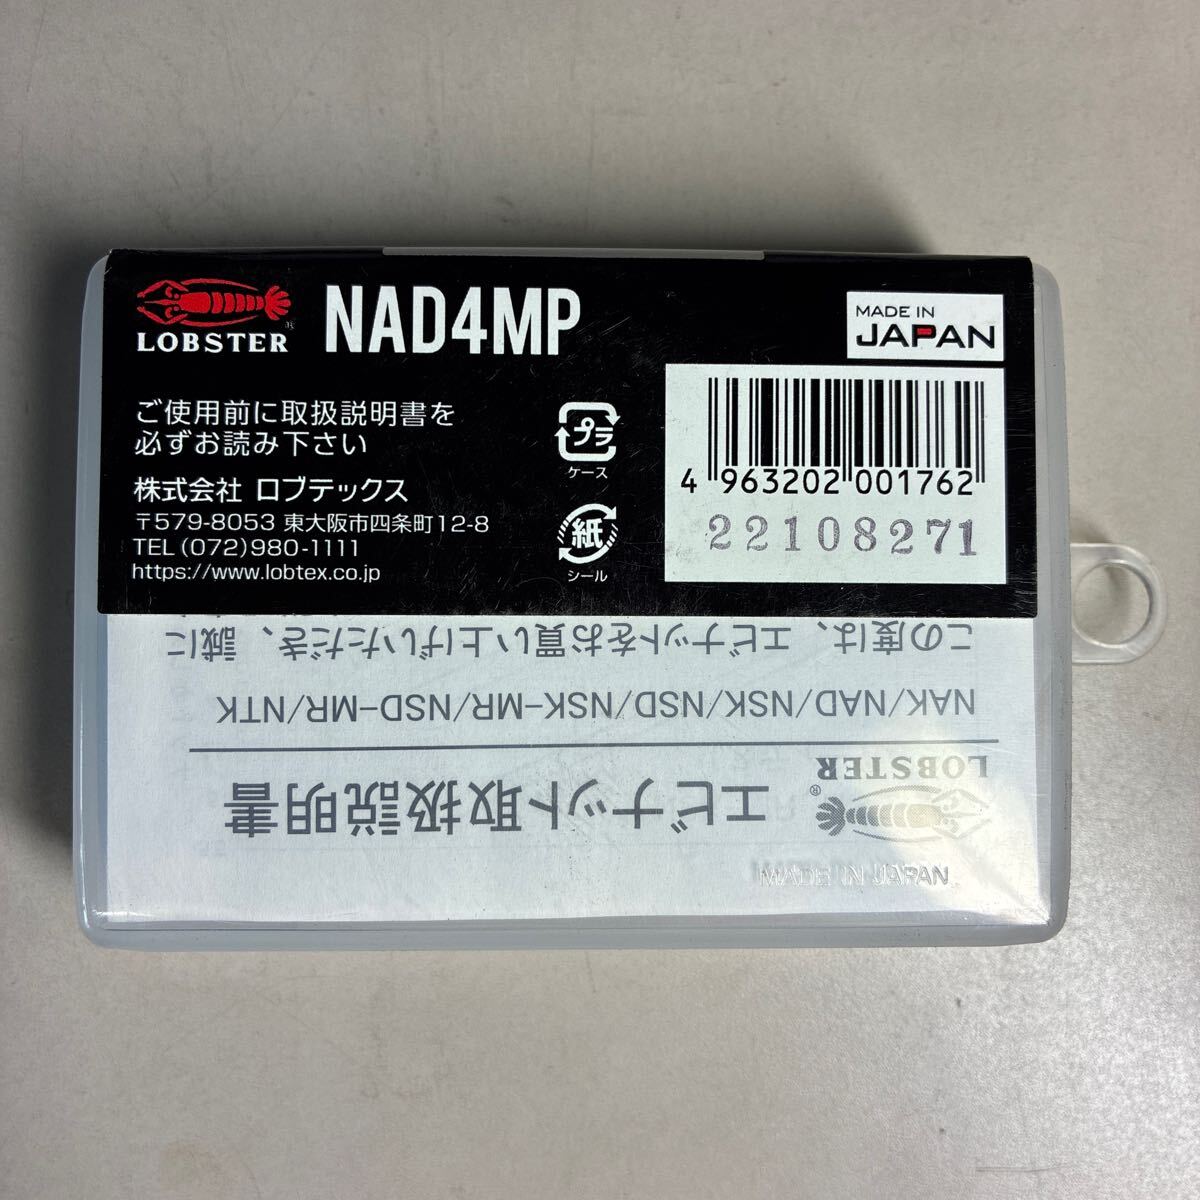 LOBSTER
®
NAD4MP
MADE IN
JAPAN
ご使用前に取扱説明書を
必ずお読み下さい
株式会社 ロブテックス
〒579-8053 東大阪市四条町12-8
TEL (072)980-1111
https://www.lobtex.co.jp
プラ
ケース
紙
シール
4 963202 001762
22108271
この度は、エビナットをお買い上げいただき、誠に
NAK/NAD/NSK/NSD/NSK-MR/NSD-MR/NTK
エビナット取扱説明書
®
LOBSTER
MADE IN JAPAN